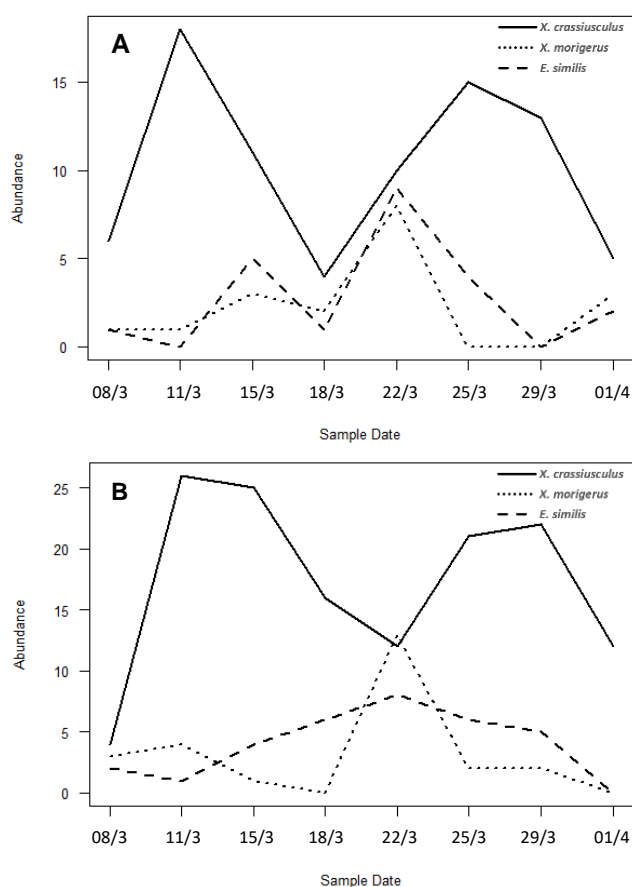 A
X. crassiusculus
X. morigerus
E. similis
Abundance
15
10
5
0
08/3 11/3 15/3 18/3 22/3 25/3 29/3 01/4
Sample Date
B
X. crassiusculus
X. morigerus
E. similis
Abundance
25
20
15
10
5
0
08/3 11/3 15/3 18/3 22/3 25/3 29/3 01/4
Sample Date